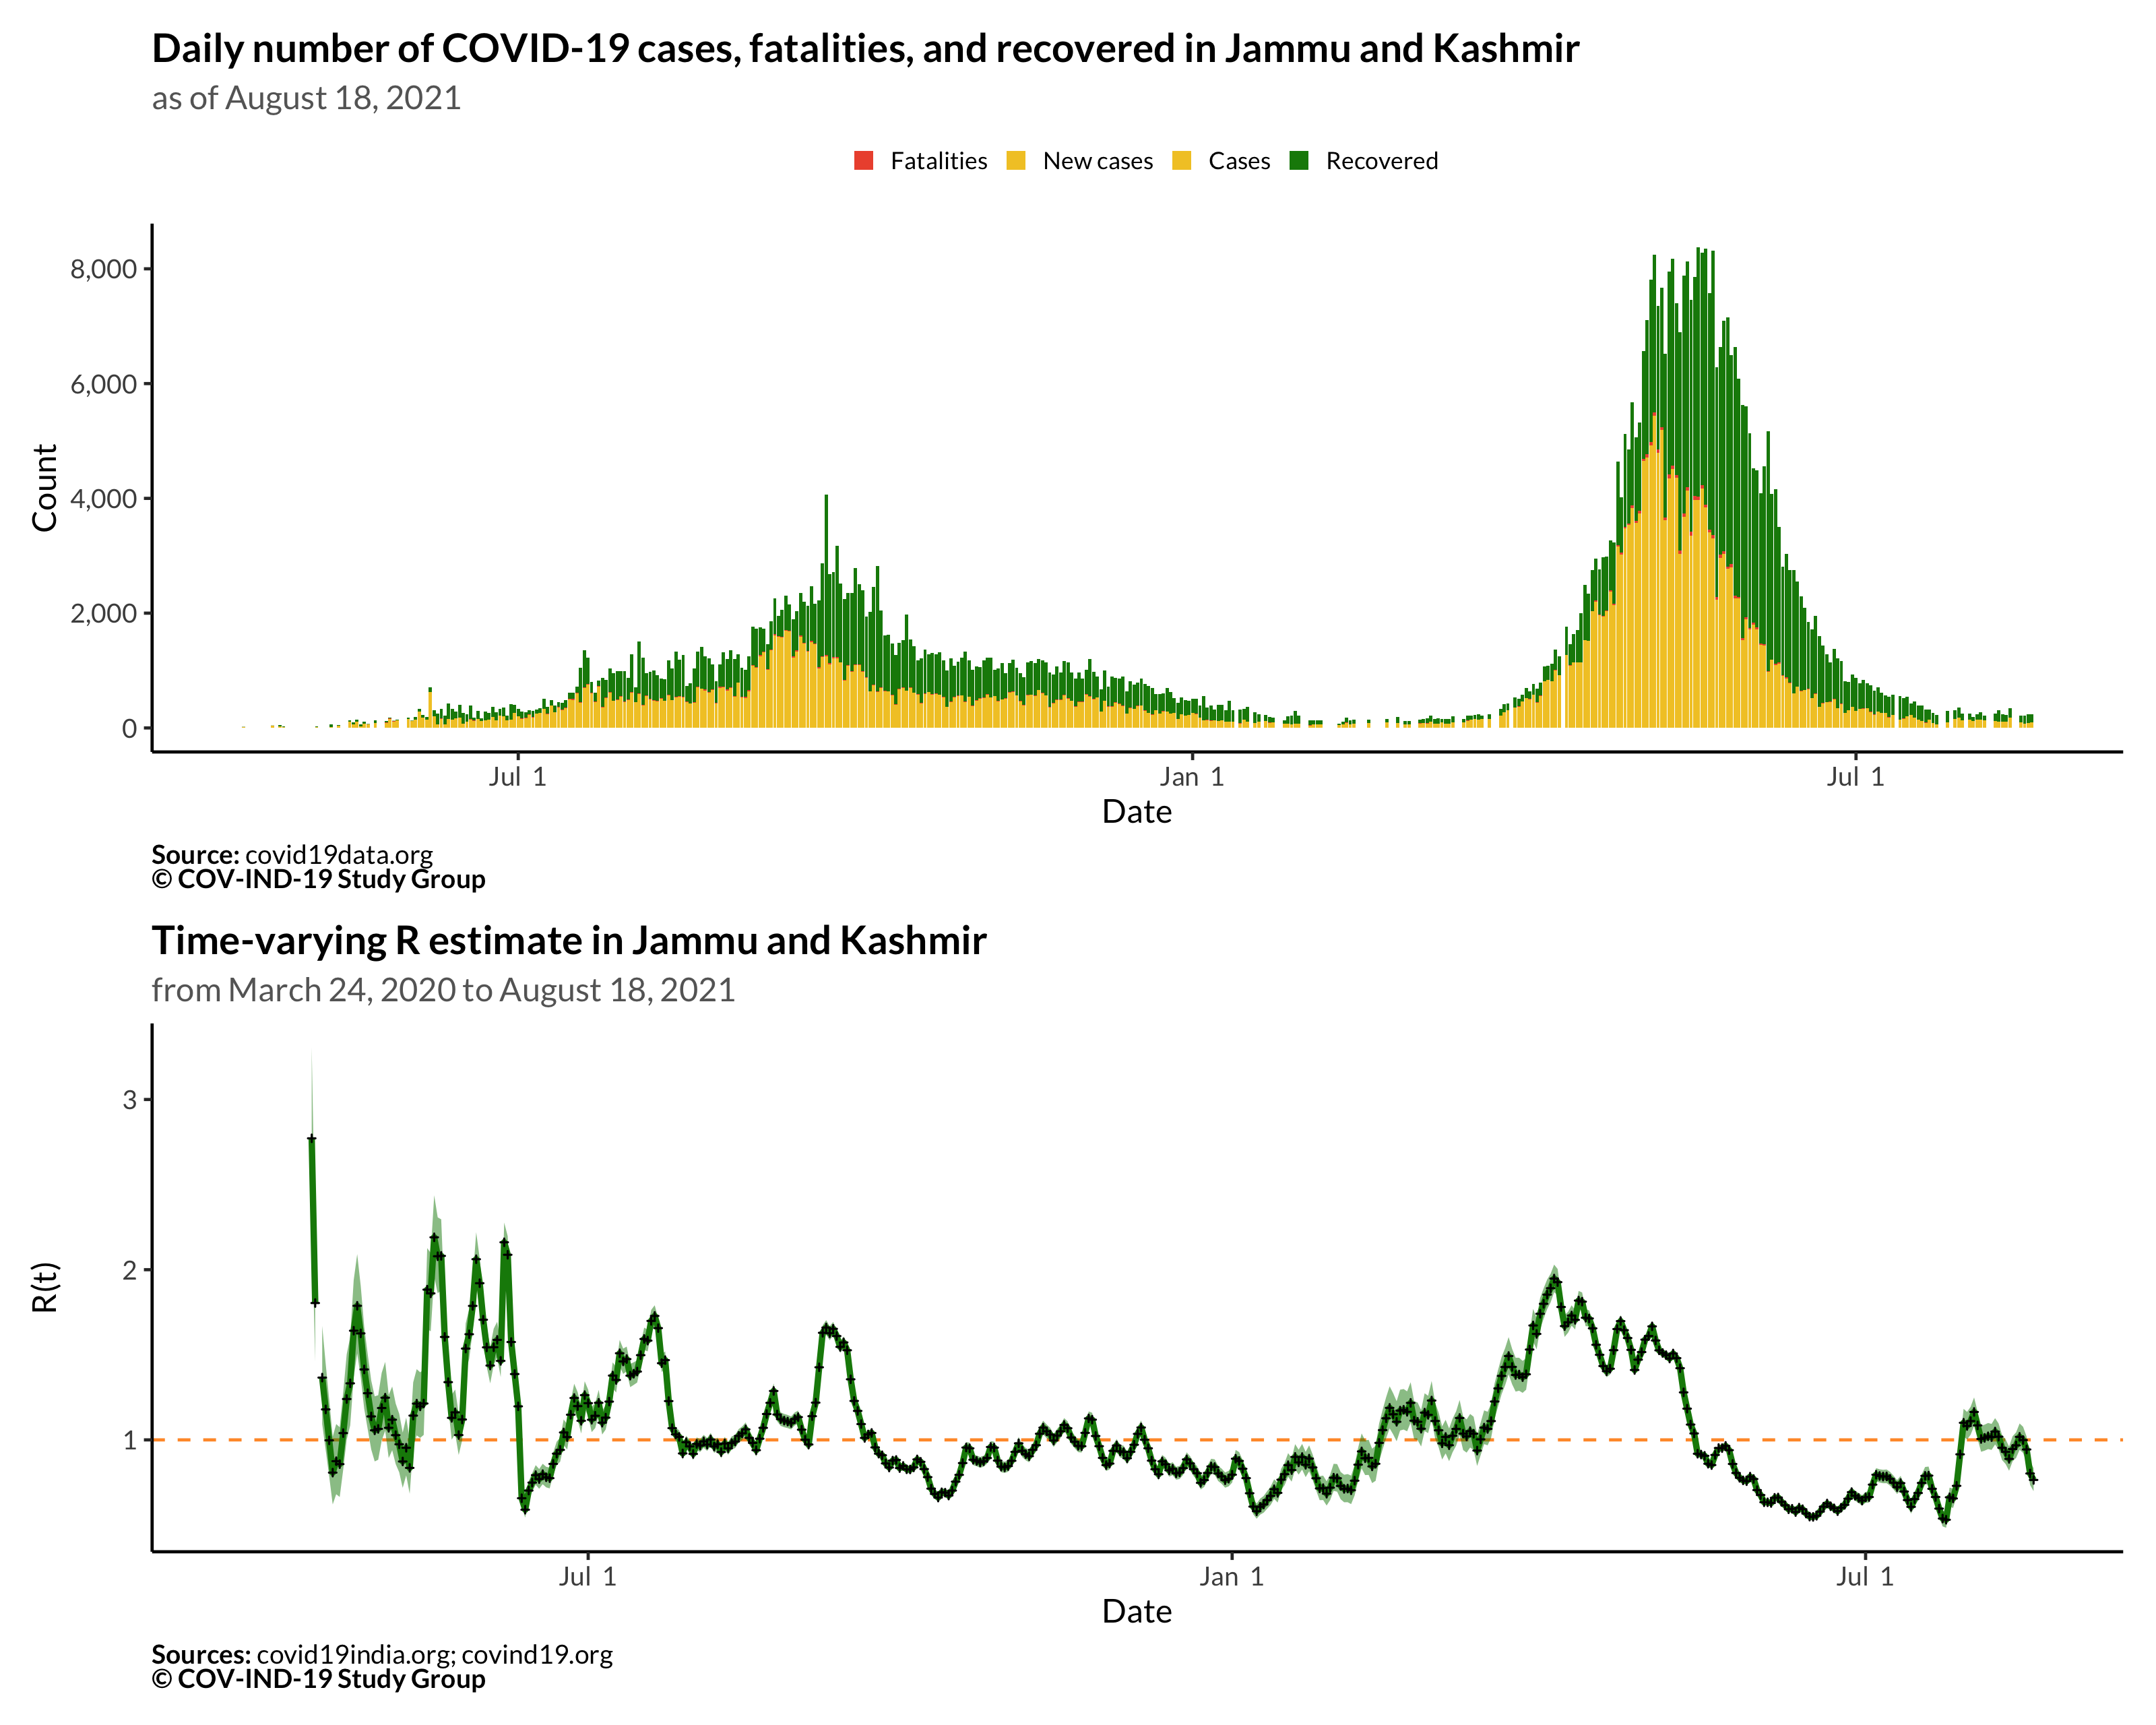 Daily number of COVID-19 cases, fatalities, and recovered in Jammu and Kashmir
as of August 18, 2021
Fatalities New cases Cases Recovered
8,000
6,000
4,000
2,000
0
Count
Jul 1 Jan 1 Jul 1
Date
Source: covid19data.org
© COV-IND-19 Study Group
Time-varying R estimate in Jammu and Kashmir
from March 24, 2020 to August 18, 2021
3
2
1
R(t)
Jul 1 Jan 1 Jul 1
Date
Sources: covid19india.org; covind19.org
© COV-IND-19 Study Group